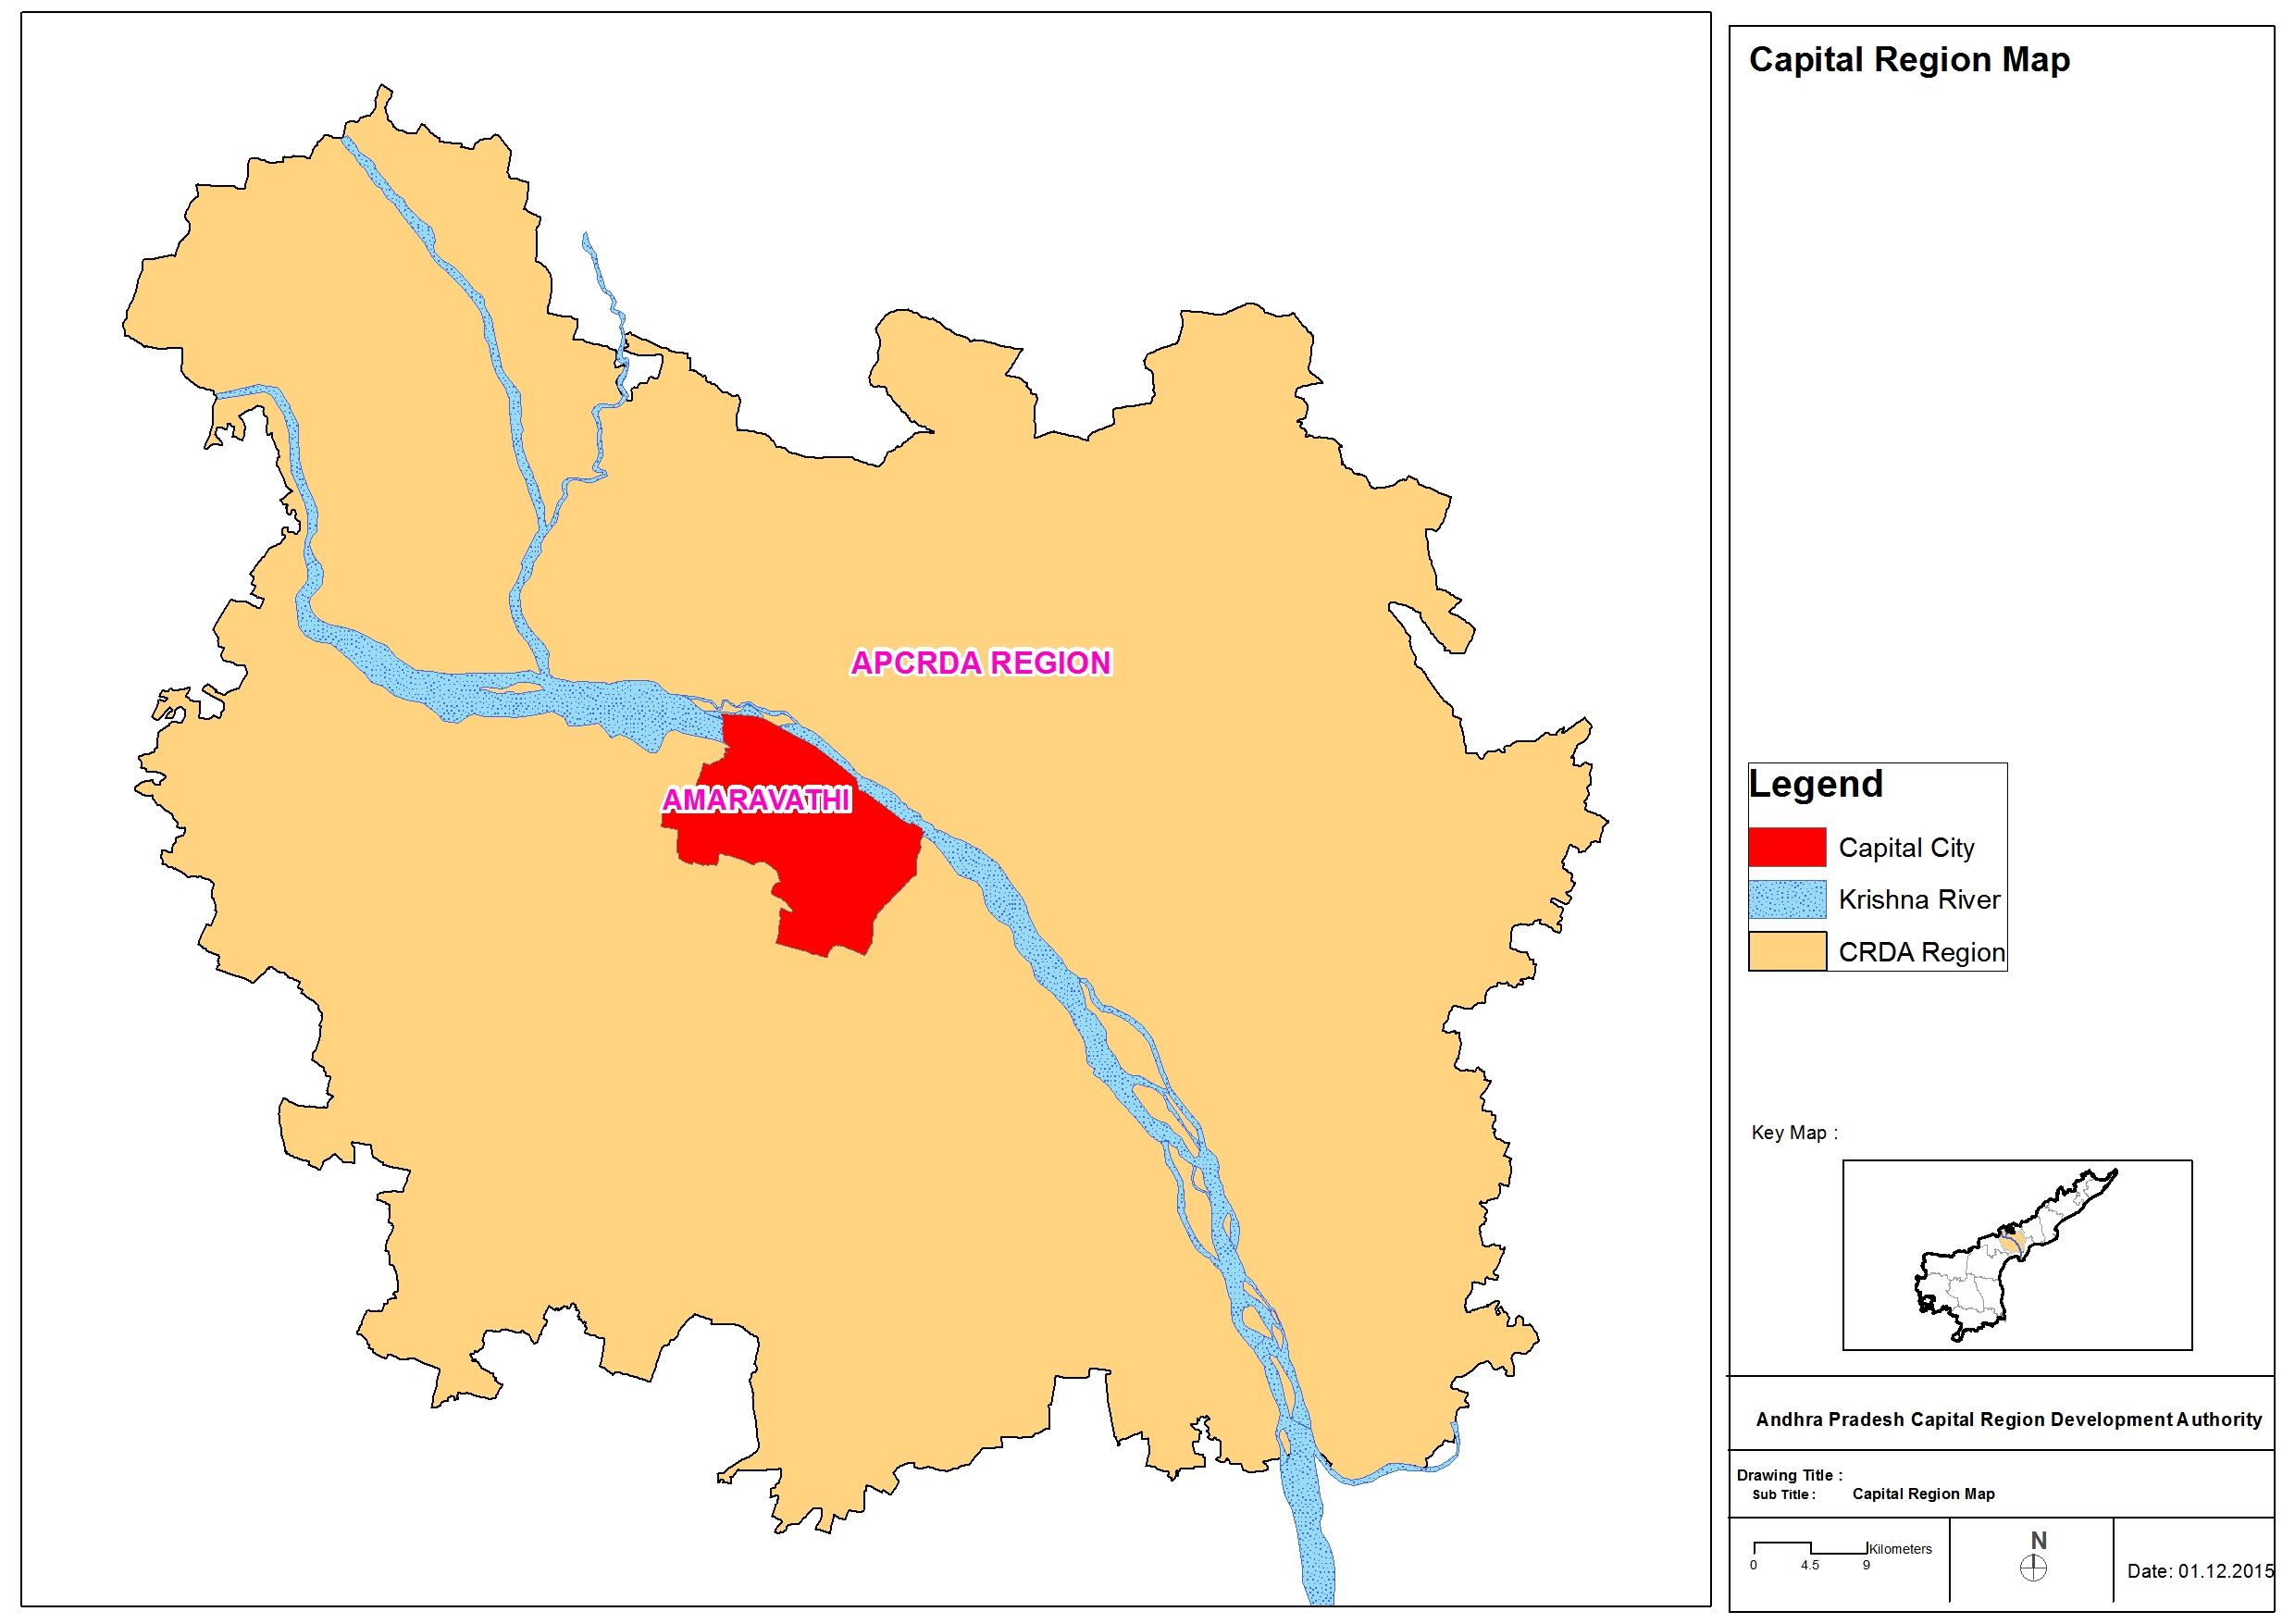 Capital Region Map
APCRDA REGION
AMARAVATHI
Legend
Capital City
Krishna River
CRDA Region
Key Map :
Andhra Pradesh Capital Region Development Authority
Drawing Title :
Sub Title : Capital Region Map
Kilometers
0 4.5 9
N
Date: 01.12.2015